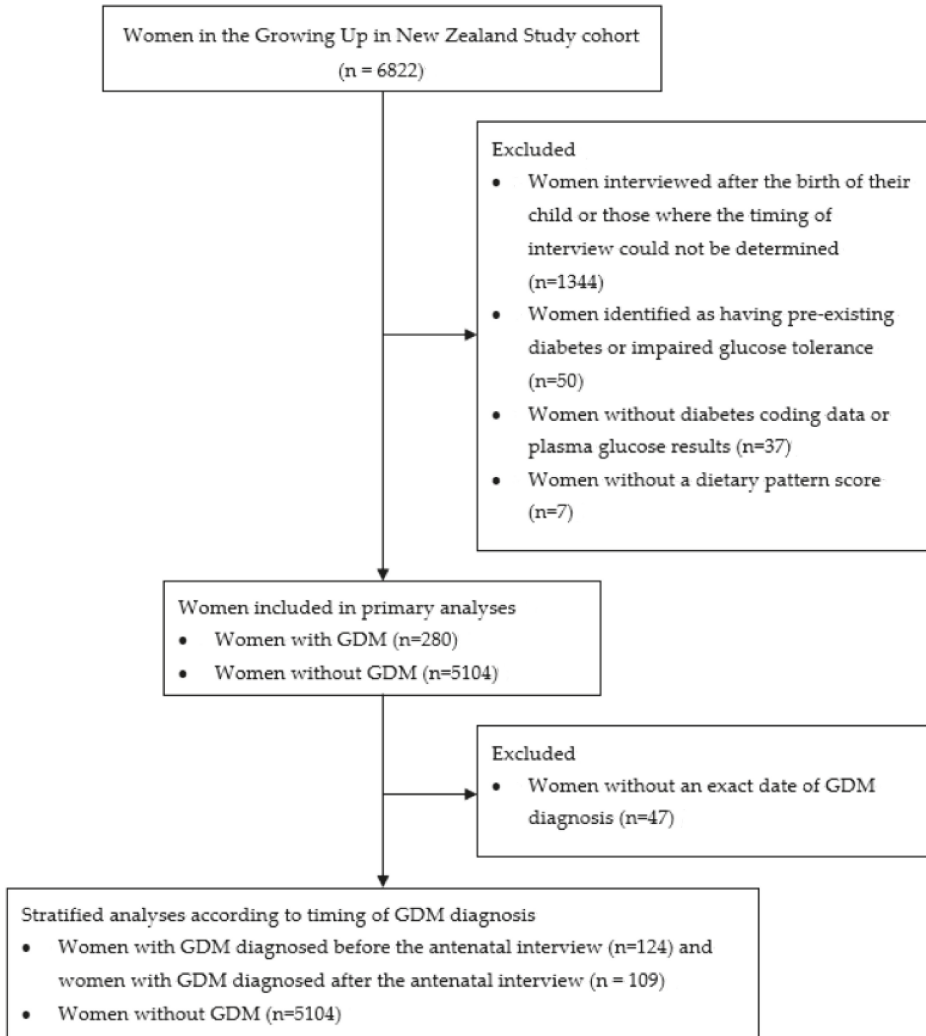 Women in the Growing Up in New Zealand Study cohort
(n = 6822)
Excluded
• Women interviewed after the birth of their
child or those where the timing of
interview could not be determined
(n=1344)
• Women identified as having pre-existing
diabetes or impaired glucose tolerance
(n=50)
• Women without diabetes coding data or
plasma glucose results (n=37)
• Women without a dietary pattern score
(n=7)
Women included in primary analyses
• Women with GDM (n=280)
• Women without GDM (n=5104)
Excluded
• Women without an exact date of GDM
diagnosis (n=47)
Stratified analyses according to timing of GDM diagnosis
• Women with GDM diagnosed before the antenatal interview (n=124) and
women with GDM diagnosed after the antenatal interview (n = 109)
• Women without GDM (n=5104)